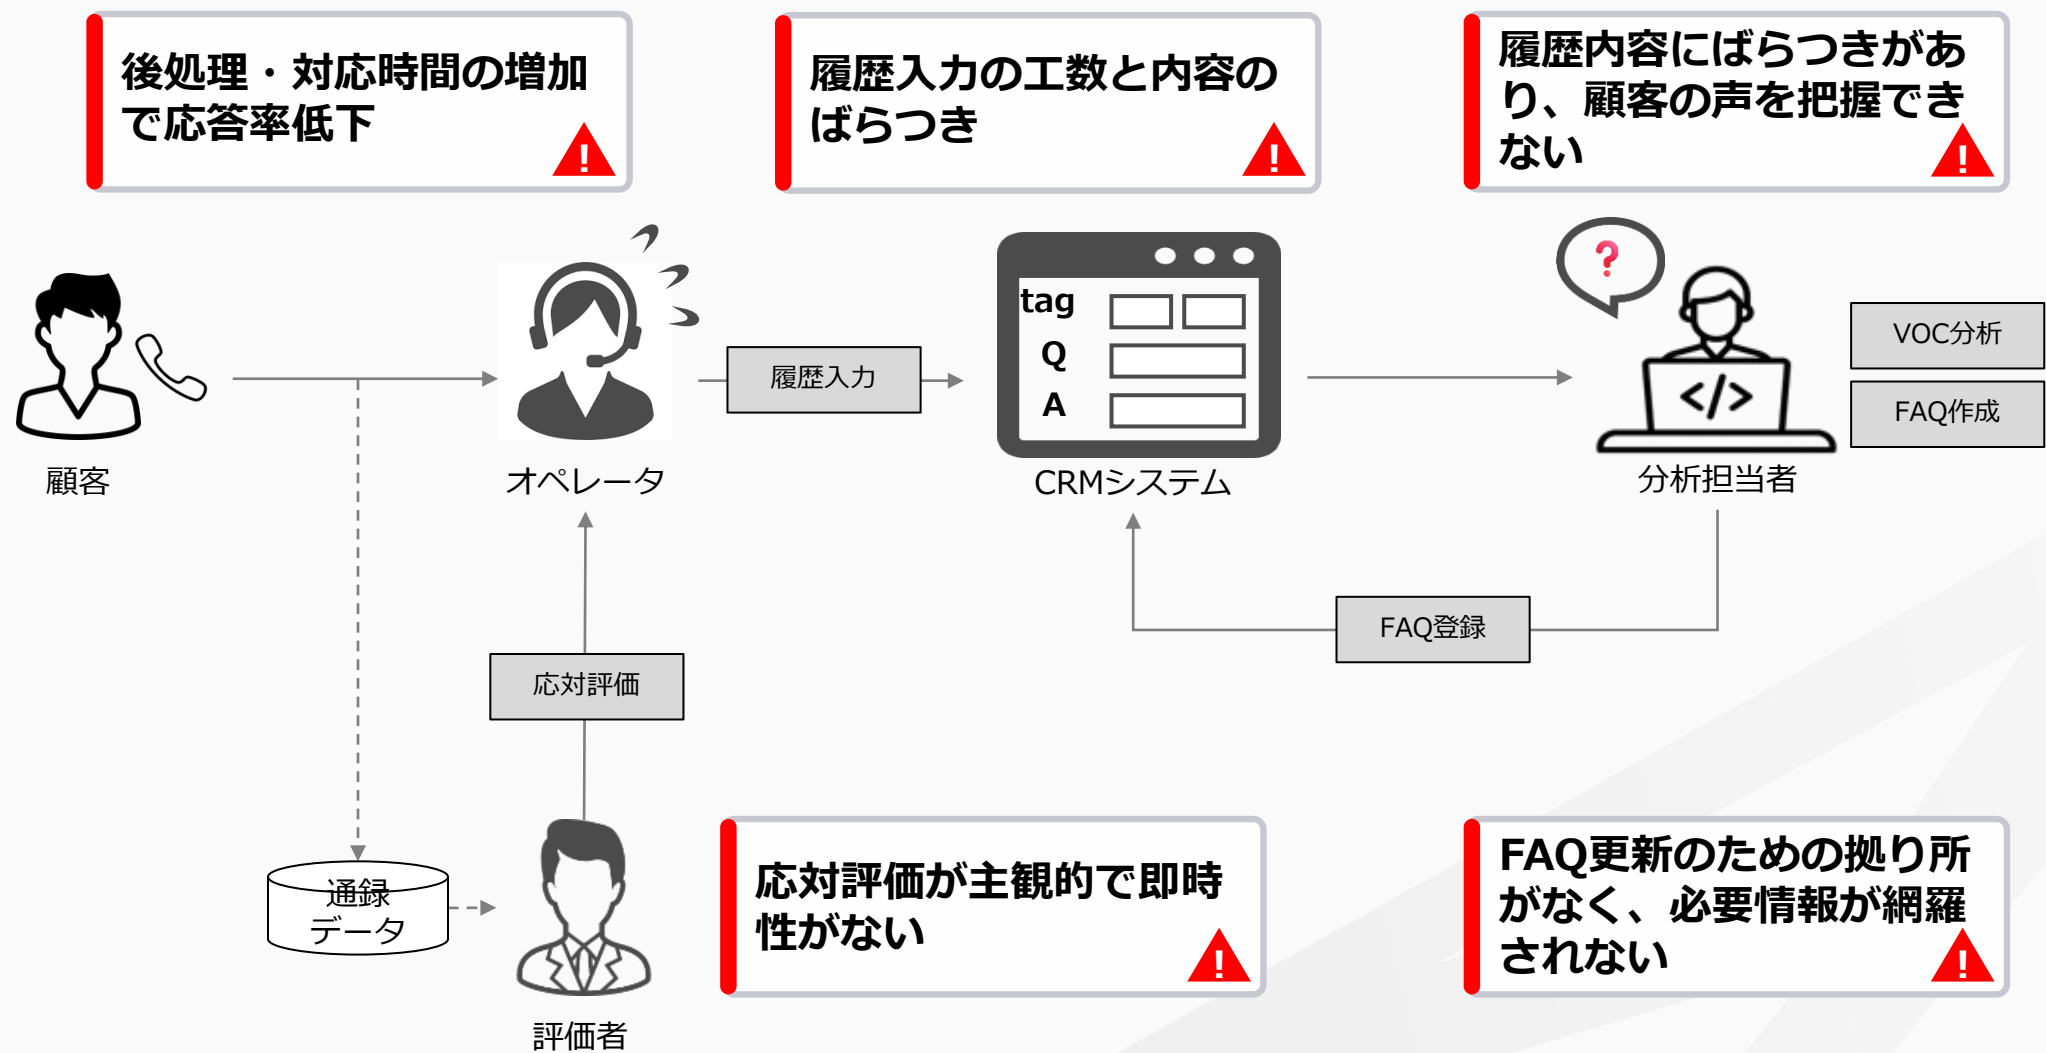 後処理・対応時間の増加
で応答率低下
!
履歴入力の工数と内容の
ばらつき
!
履歴内容にばらつきがあ
り、顧客の声を把握でき
ない
!
?
tag
Q
A
</>
履歴入力
VOC分析
FAQ作成
顧客
オペレータ
CRMシステム
分析担当者
FAQ登録
応対評価
通録
データ
評価者
応対評価が主観的で即時
性がない
!
FAQ更新のための拠り所
がなく、必要情報が網羅
されない
!